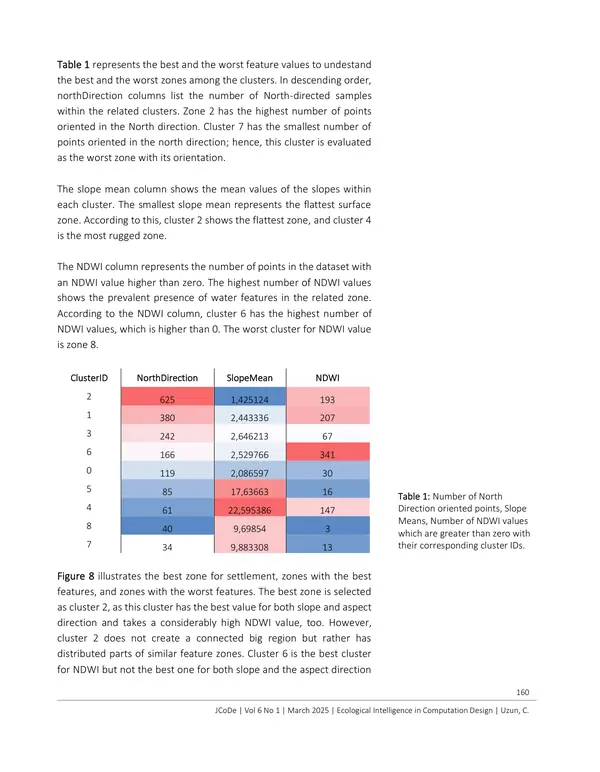 Table 1 represents the best and the worst feature values to undestand
the best and the worst zones among the clusters. In descending order,
northDirection columns list the number of North-directed samples
within the related clusters. Zone 2 has the highest number of points
oriented in the North direction. Cluster 7 has the smallest number of
points oriented in the north direction; hence, this cluster is evaluated
as the worst zone with its orientation.
The slope mean column shows the mean values of the slopes within
each cluster. The smallest slope mean represents the flattest surface
zone. According to this, cluster 2 shows the flattest zone, and cluster 4
is the most rugged zone.
The NDWI column represents the number of points in the dataset with
an NDWI value higher than zero. The highest number of NDWI values
shows the prevalent presence of water features in the related zone.
According to the NDWI column, cluster 6 has the highest number of
NDWI values, which is higher than 0. The worst cluster for NDWI value
is zone 8.
ClusterID NorthDirection SlopeMean NDWI
2 625 1,425124 193
1 380 2,443336 207
3 242 2,646213 67
6 166 2,529766 341
0 119 2,086597 30
5 85 17,63663 16
4 61 22,595386 147
8 40 9,69854 3
7 34 9,883308 13
Table 1: Number of North
Direction oriented points, Slope
Means, Number of NDWI values
which are greater than zero with
their corresponding cluster IDs.
Figure 8 illustrates the best zone for settlement, zones with the best
features, and zones with the worst features. The best zone is selected
as cluster 2, as this cluster has the best value for both slope and aspect
direction and takes a considerably high NDWI value, too. However,
cluster 2 does not create a connected big region but rather has
distributed parts of similar feature zones. Cluster 6 is the best cluster
for NDWI but not the best one for both slope and the aspect direction
160
JCoDe | Vol 6 No 1 | March 2025 | Ecological Intelligence in Computation Design | Uzun, C.